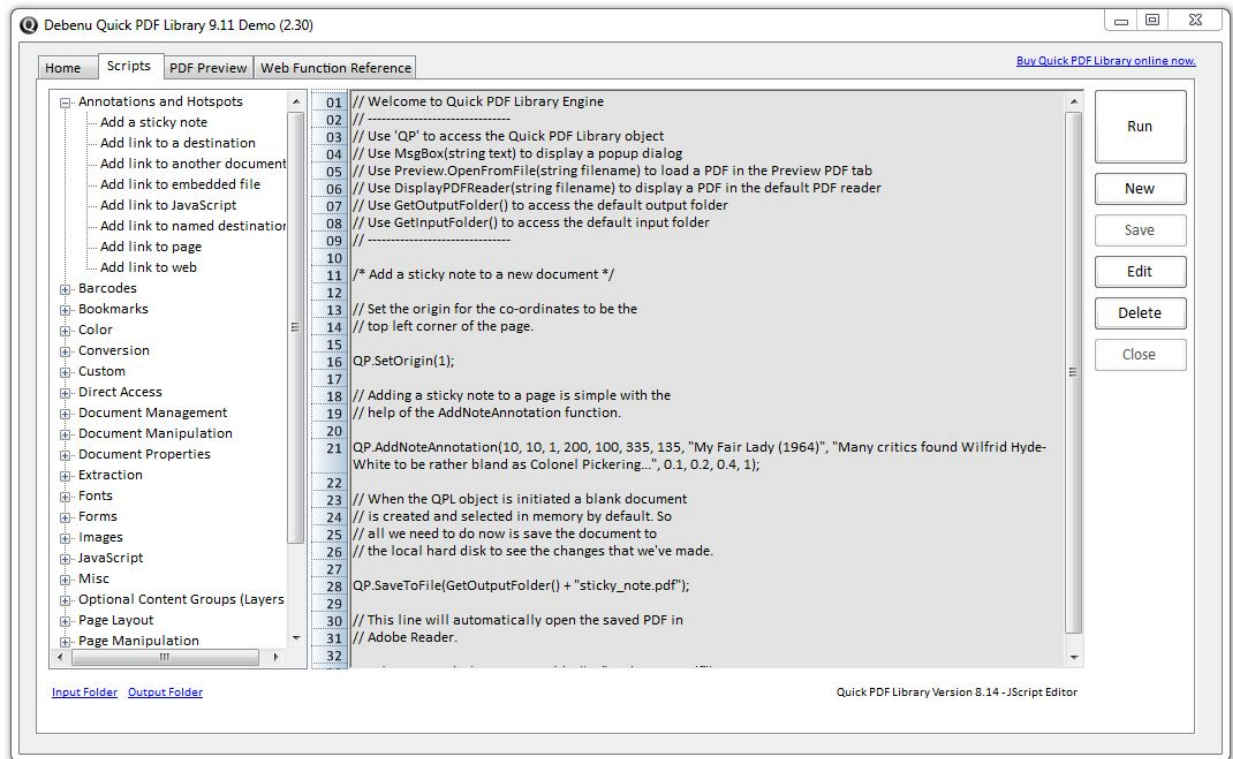 Debenu Quick PDF Library 9.11 Demo (2.30)
Home Scripts PDF Preview Web Function Reference
Buy Quick PDF Library online now.
Annotations and Hotspots
Add a sticky note
Add link to a destination
Add link to another document
Add link to embedded file
Add link to JavaScript
Add link to named destination
Add link to page
Add link to web
Barcodes
Bookmarks
Color
Conversion
Custom
Direct Access
Document Management
Document Manipulation
Document Properties
Extraction
Fonts
Forms
Images
JavaScript
Misc
Optional Content Groups (Layers
Page Layout
Page Manipulation
01 // Welcome to Quick PDF Library Engine
02 // -------------------------------
03 // Use 'QP' to access the Quick PDF Library object
04 // Use MsgBox(string text) to display a popup dialog
05 // Use Preview.OpenFromFile(string filename) to load a PDF in the Preview PDF tab
06 // Use DisplayPDFReader(string filename) to display a PDF in the default PDF reader
07 // Use GetOutputFolder() to access the default output folder
08 // Use GetInputFolder() to access the default input folder
09 // -------------------------------
10
11 /* Add a sticky note to a new document */
12
13 // Set the origin for the co-ordinates to be the
14 // top left corner of the page.
15
16 QP.SetOrigin(1);
17
18 // Adding a sticky note to a page is simple with the
19 // help of the AddNoteAnnotation function.
20
21 QP.AddNoteAnnotation(10, 10, 1, 200, 100, 335, 135, "My Fair Lady (1964)", "Many critics found Wilfrid Hyde-
White to be rather bland as Colonel Pickering...", 0.1, 0.2, 0.4, 1);
22
23 // When the QPL object is initiated a blank document
24 // is created and selected in memory by default. So
25 // all we need to do now is save the document to
26 // the local hard disk to see the changes that we've made.
27
28 QP.SaveToFile(GetOutputFolder() + "sticky_note.pdf");
29
30 // This line will automatically open the saved PDF in
31 // Adobe Reader.
32
Run
New
Save
Edit
Delete
Close
Input Folder Output Folder
Quick PDF Library Version 8.14 - JScript Editor